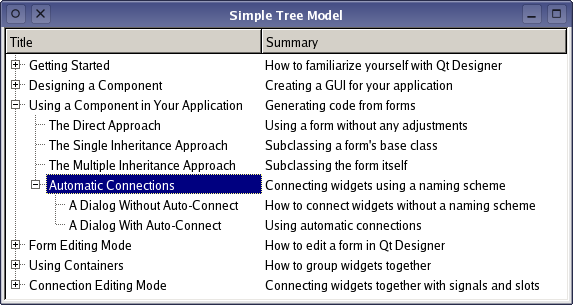 Simple Tree Model
Title Summary
Getting Started How to familiarize yourself with Qt Designer
Designing a Component Creating a GUI for your application
Using a Component in Your Application Generating code from forms
The Direct Approach Using a form without any adjustments
The Single Inheritance Approach Subclassing a form's base class
The Multiple Inheritance Approach Subclassing the form itself
Automatic Connections Connecting widgets using a naming scheme
A Dialog Without Auto-Connect How to connect widgets without a naming scheme
A Dialog With Auto-Connect Using automatic connections
Form Editing Mode How to edit a form in Qt Designer
Using Containers How to group widgets together
Connection Editing Mode Connecting widgets together with signals and slots